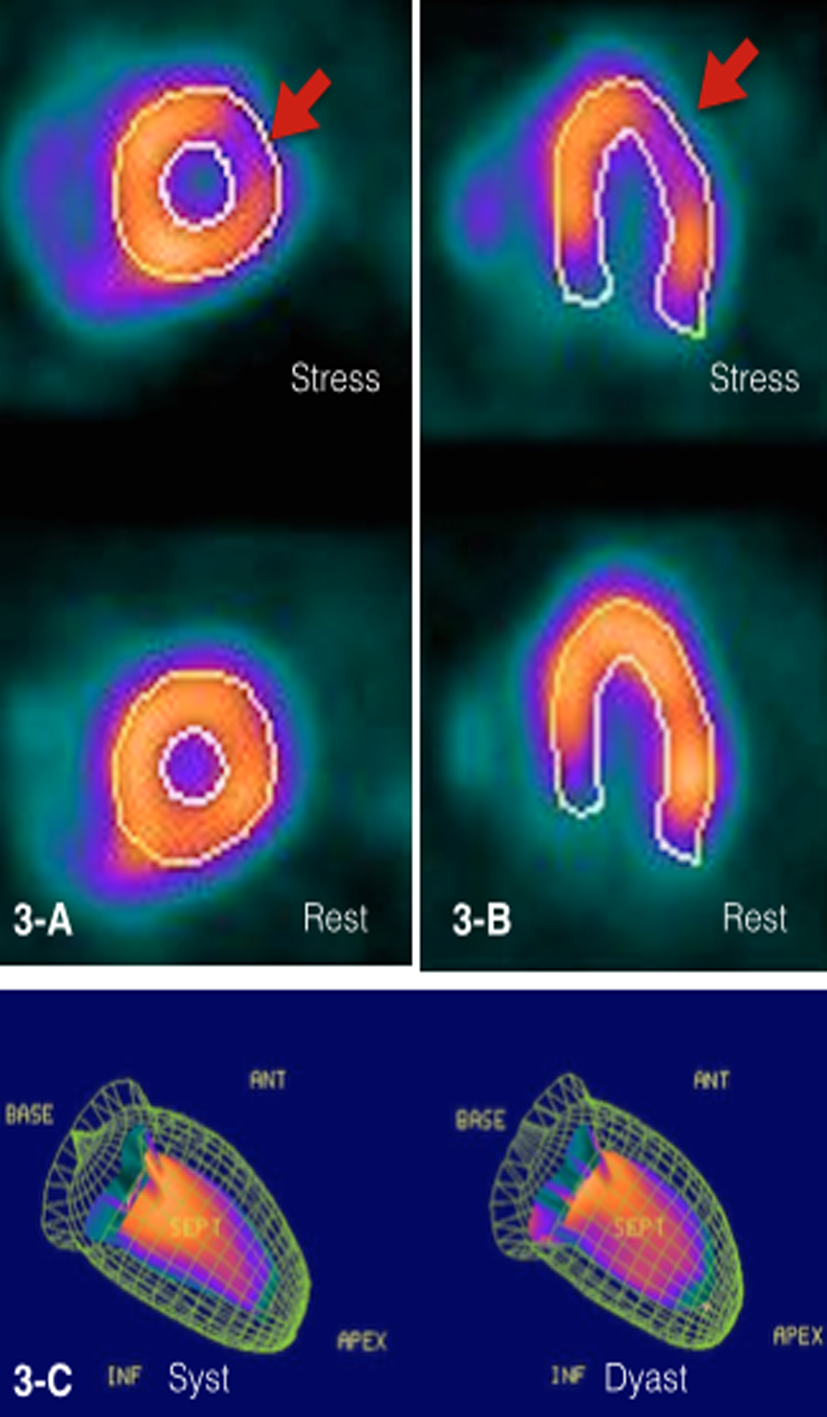 Stress
Stress
3-A
Rest
3-B
Rest
ANT
BASE
SEPT
APEX
3-C
INF
Syst
ANT
BASE
SEPT
APEX
INF
Dyast